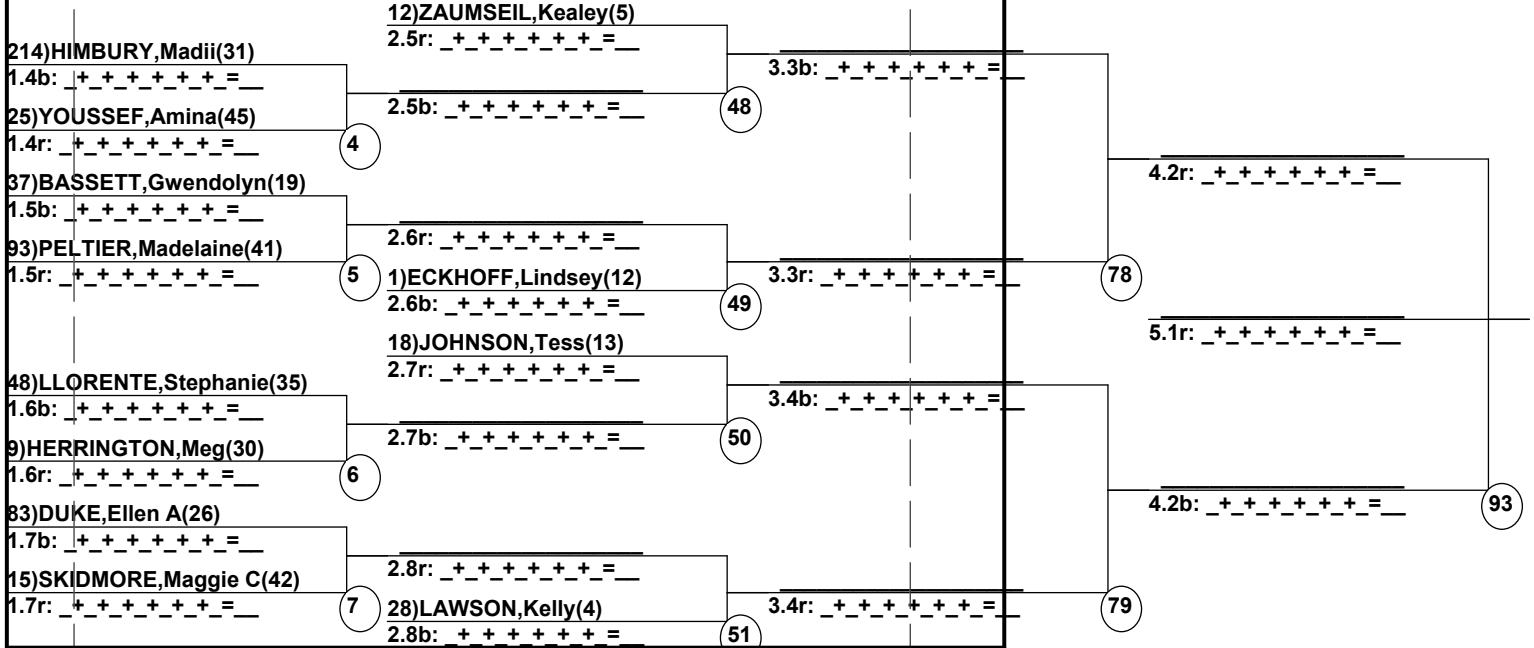 12)ZAUMSEIL,Kealey(5)
2.5r: _+_+_+_+_+_=__
214)HIMBURY,Madii(31)
1.4b: _+_+_+_+_+_=__
3.3b: _+_+_+_+_+_=__
2.5b: _+_+_+_+_+_=__
48
25)YOUSSEF,Amina(45)
1.4r: _+_+_+_+_+_=__
4
4.2r: _+_+_+_+_+_=__
37)BASSETT,Gwendolyn(19)
1.5b: _+_+_+_+_+_=__
2.6r: _+_+_+_+_+_=__
93)PELTIER,Madelaine(41)
1.5r: _+_+_+_+_+_=__
5
1)ECKHOFF,Lindsey(12)
2.6b: _+_+_+_+_+_=__
49
3.3r: _+_+_+_+_+_=__
78
5.1r: _+_+_+_+_+_=__
18)JOHNSON,Tess(13)
2.7r: _+_+_+_+_+_=__
48)LLORENTE,Stephanie(35)
1.6b: _+_+_+_+_+_=__
3.4b: _+_+_+_+_+_=__
2.7b: _+_+_+_+_+_=__
50
9)HERRINGTON,Meg(30)
1.6r: _+_+_+_+_+_=__
6
4.2b: _+_+_+_+_+_=__
93
83)DUKE,Ellen A(26)
1.7b: _+_+_+_+_+_=__
2.8r: _+_+_+_+_+_=__
15)SKIDMORE,Maggie C(42)
1.7r: _+_+_+_+_+_=__
7
28)LAWSON,Kelly(4)
2.8b: _+_+_+_+_+_=__
51
3.4r: _+_+_+_+_+_=__
79